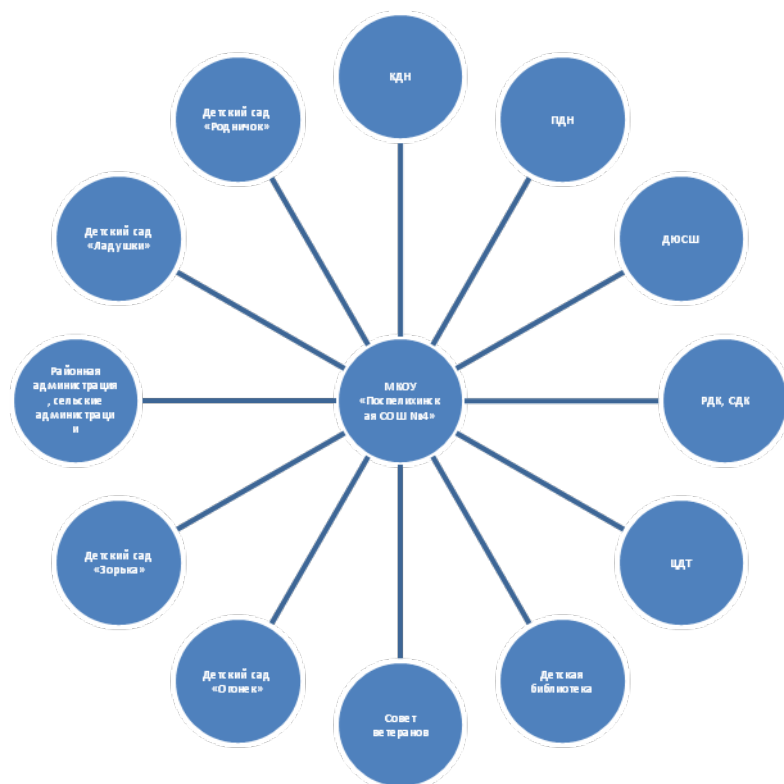 КДН
ПДН
ДЮСШ
РДК, СДК
ЦДТ
Детская
библиотека
Совет
ветеранов
Детский сад
«Огонек»
Детский сад
«Зорька»
Районная
администрация
, сельские
администраци
и
Детский сад
«Ладушки»
Детский сад
«Родничок»
МКОУ
«Поспелихинск
ая СОШ №4»